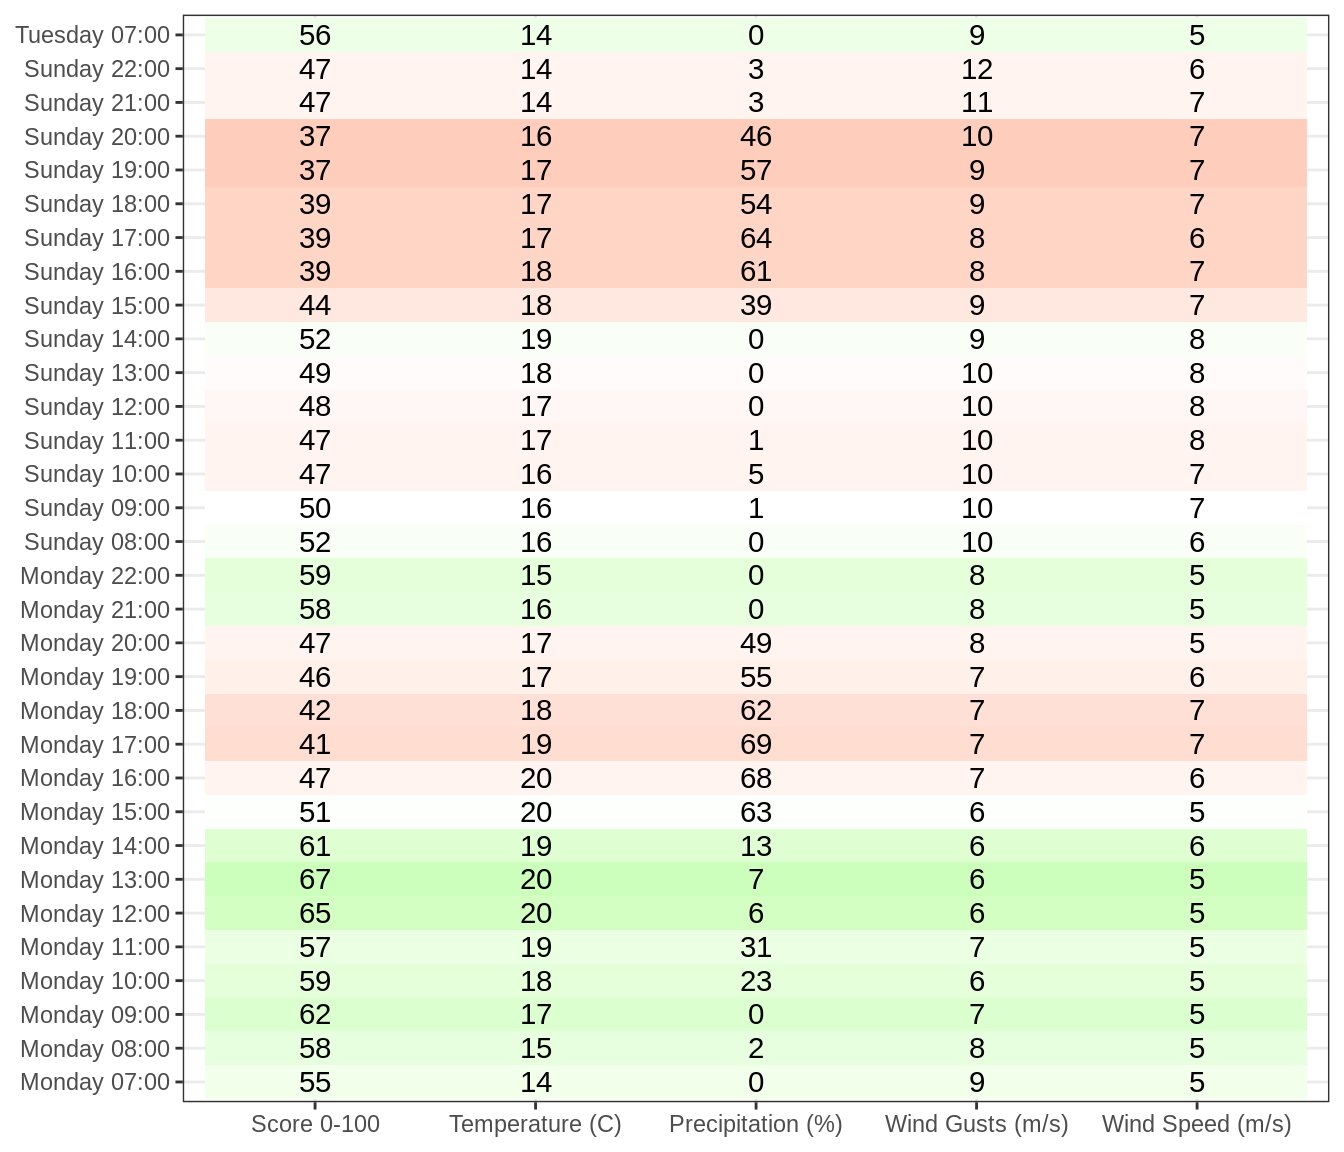 Tuesday 07:00 56 14 0 9 5
Sunday 22:00 47 14 3 12 6
Sunday 21:00 47 14 3 11 7
Sunday 20:00 37 16 46 10 7
Sunday 19:00 37 17 57 9 7
Sunday 18:00 39 17 54 9 7
Sunday 17:00 39 17 64 8 6
Sunday 16:00 39 18 61 8 7
Sunday 15:00 44 18 39 9 7
Sunday 14:00 52 19 0 9 8
Sunday 13:00 49 18 0 10 8
Sunday 12:00 48 17 0 10 8
Sunday 11:00 47 17 1 10 8
Sunday 10:00 47 16 5 10 7
Sunday 09:00 50 16 1 10 7
Sunday 08:00 52 16 0 10 6
Monday 22:00 59 15 0 8 5
Monday 21:00 58 16 0 8 5
Monday 20:00 47 17 49 8 5
Monday 19:00 46 17 55 7 6
Monday 18:00 42 18 62 7 7
Monday 17:00 41 19 69 7 7
Monday 16:00 47 20 68 7 6
Monday 15:00 51 20 63 6 5
Monday 14:00 61 19 13 6 6
Monday 13:00 67 20 7 6 5
Monday 12:00 65 20 6 6 5
Monday 11:00 57 19 31 7 5
Monday 10:00 59 18 23 6 5
Monday 09:00 62 17 0 7 5
Monday 08:00 58 15 2 8 5
Monday 07:00 55 14 0 9 5
Score 0-100 Temperature (C) Precipitation (%) Wind Gusts (m/s) Wind Speed (m/s)